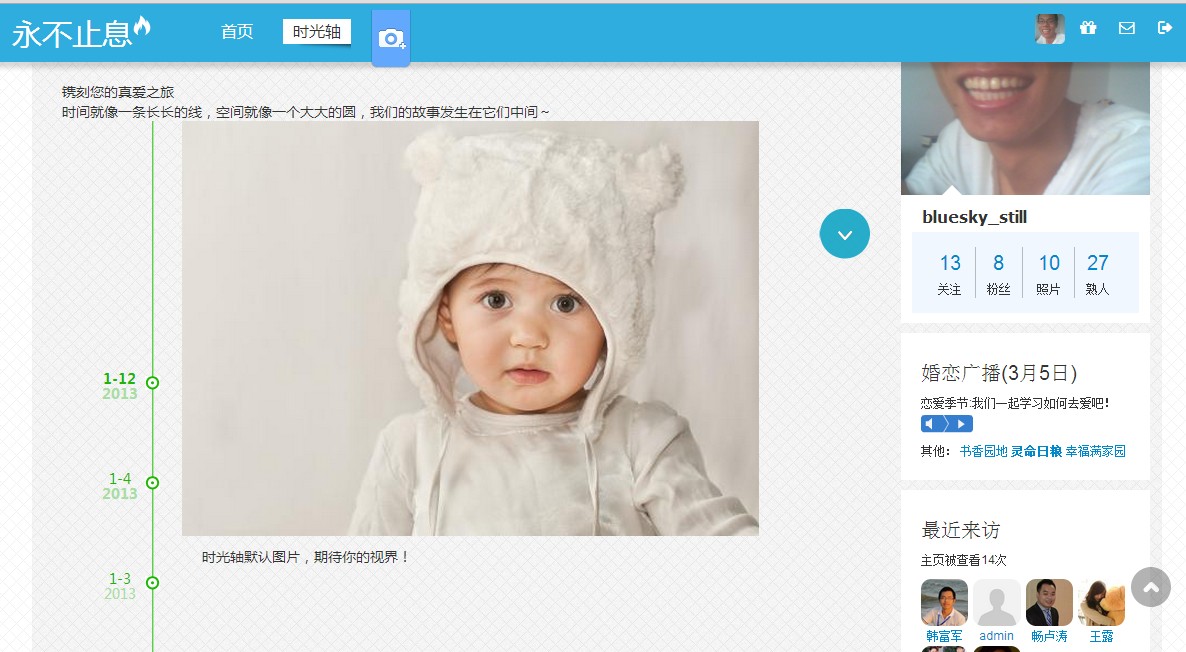 永不止息
首页
时光轴
镌刻您的真爱之旅
时间就像一条长长的线，空间就像一个大大的圆，我们的故事发生在它们中间～
1-12
2013
1-4
2013
1-3
2013
时光轴默认图片，期待你的视界！
bluesky_still
13 8 10 27
关注 粉丝 照片 熟人
婚恋广播(3月5日)
恋爱季节:我们一起学习如何去爱吧！
其他： 书香园地 灵命日粮 幸福满家园
最近来访
主页被查看14次
韩富军 admin 畅卢涛 王露